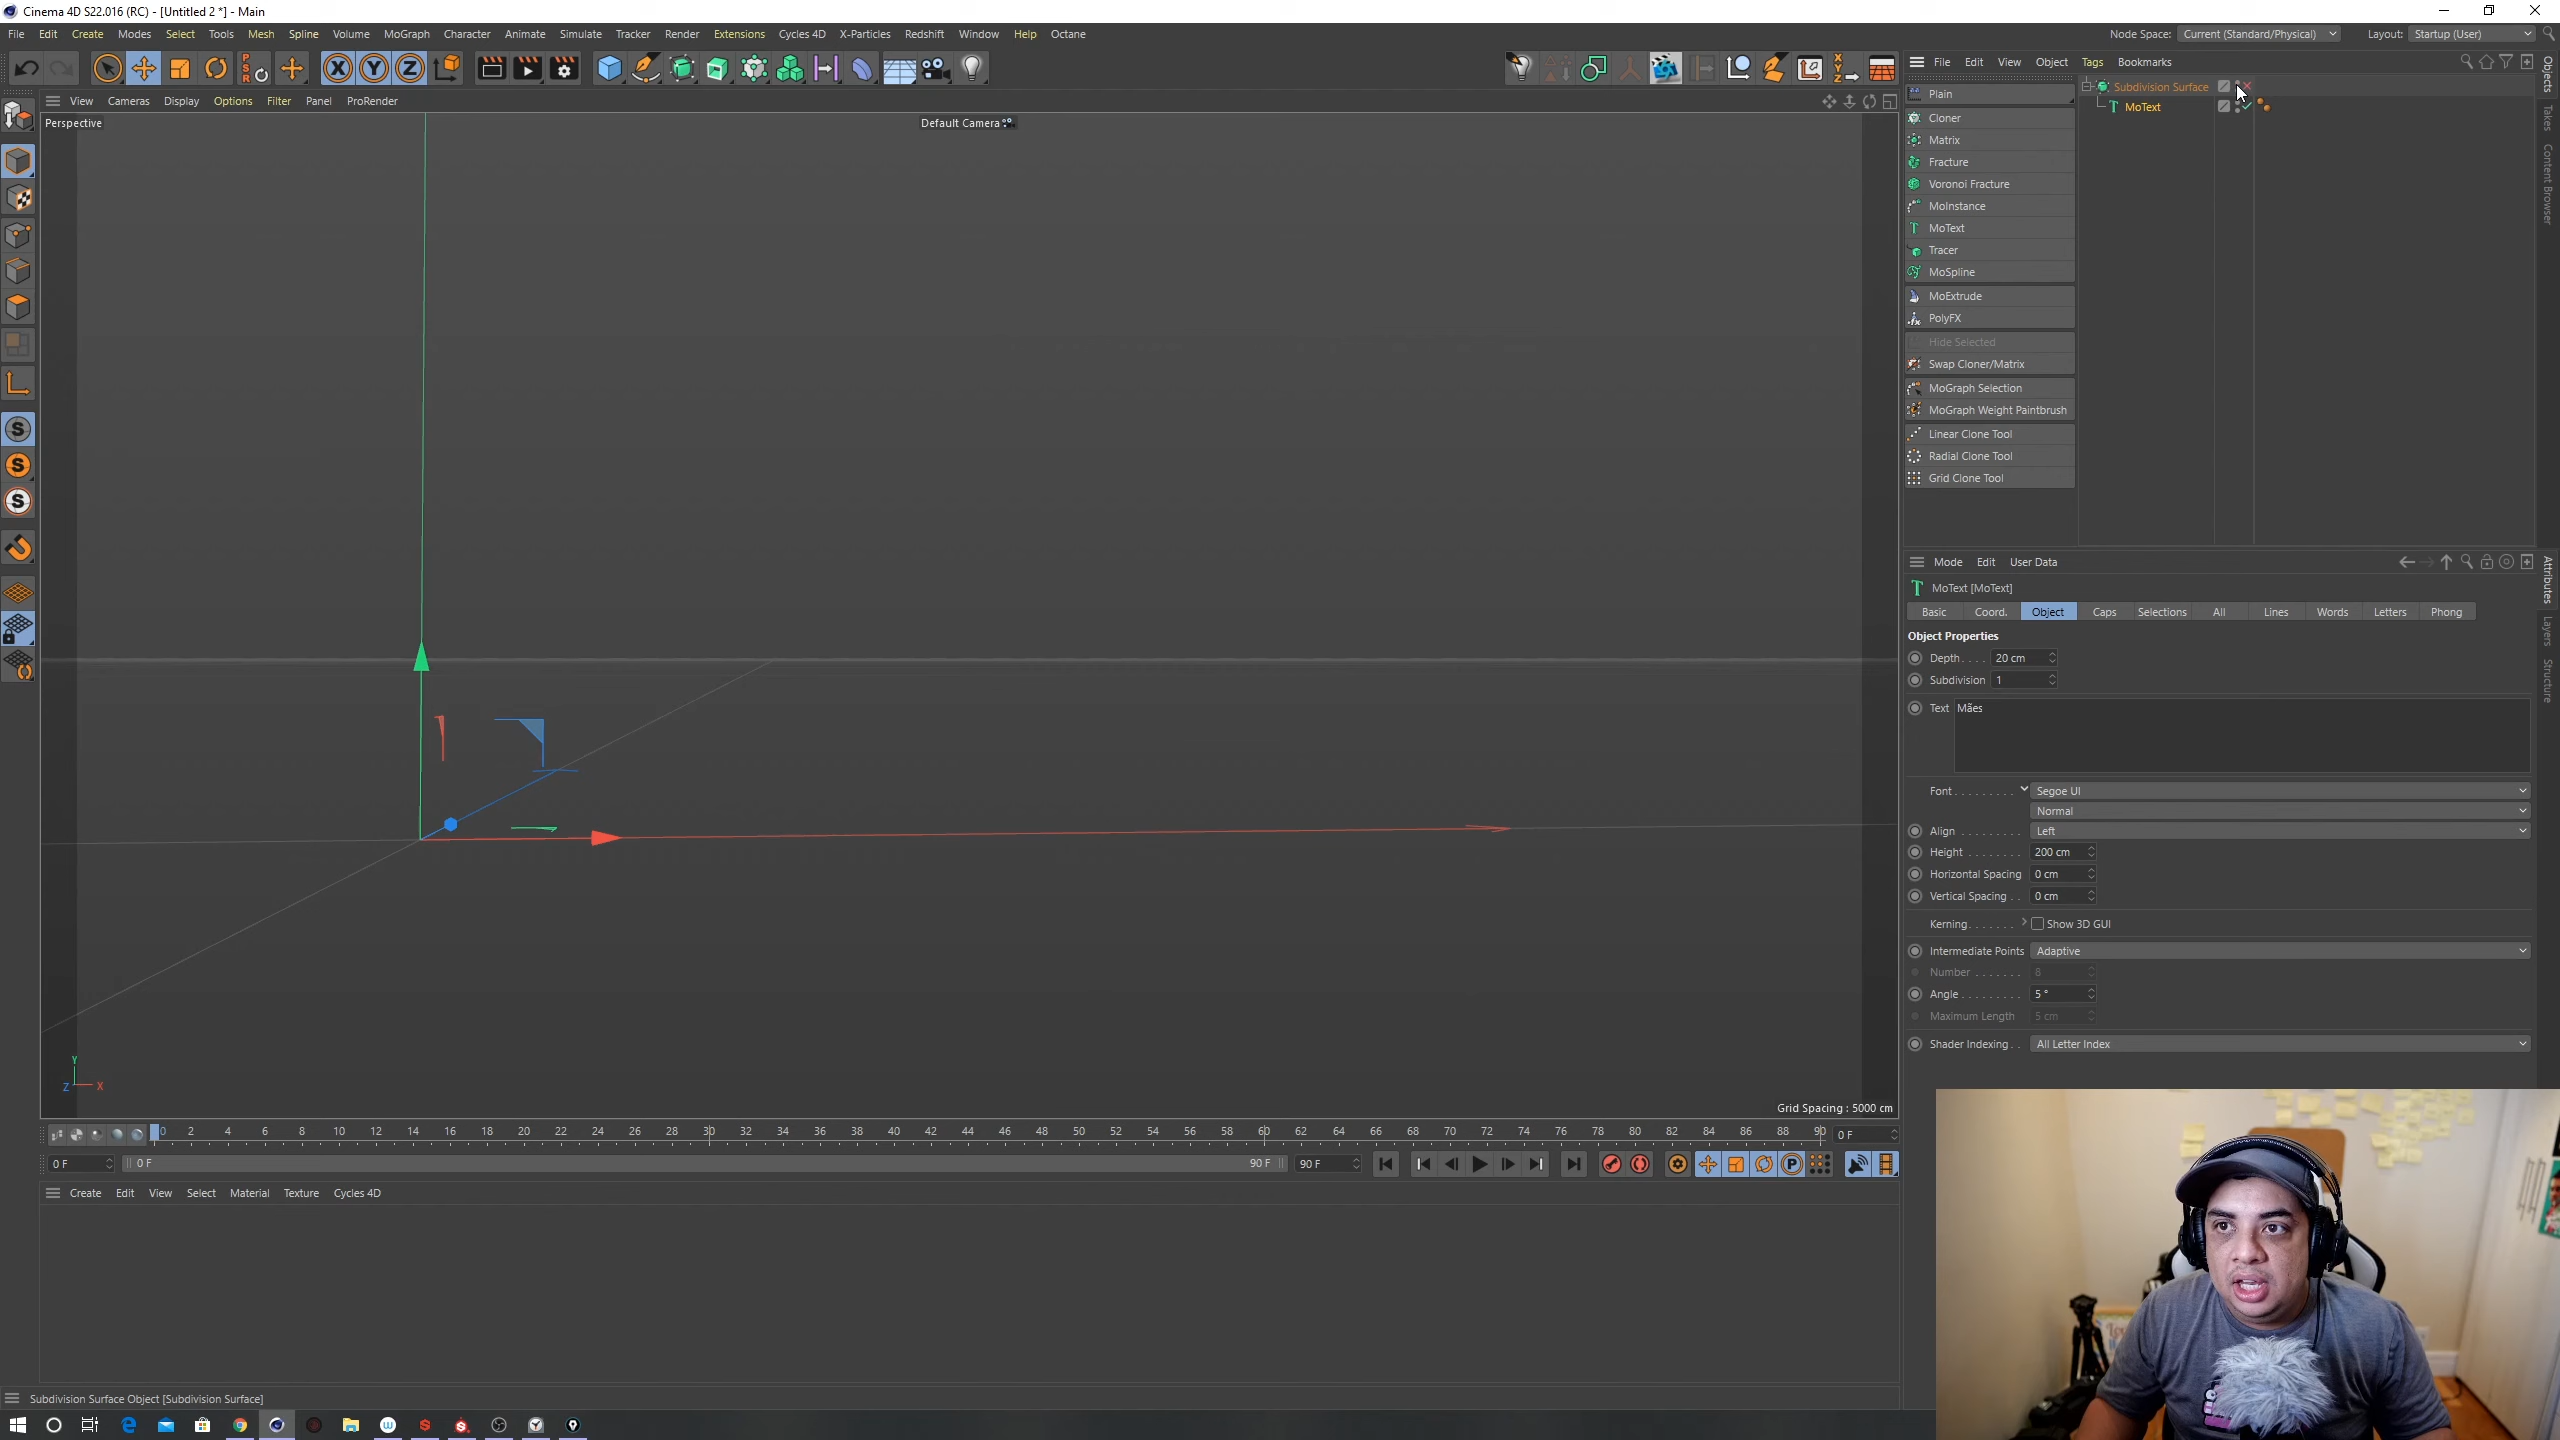 Cinema 4D S22.016 (RC) - [Untitled 2 *] - Main
File Edit Create Modes Select Tools Mesh Spline Volume MoGraph Character Animate Simulate Tracker Render Extensions Cycles 4D X-Particles Redshift Window Help Octane
Node Space: Current (Standard/Physical) Layout: Startup (User)
View Cameras Display Options Filter Panel ProRender
Perspective
Default Camera
File Edit View Object Tags Bookmarks
Plain
Cloner
Matrix
Fracture
Voronoi Fracture
MoInstance
MoText
Tracer
MoSpline
MoExtrude
PolyFX
Hide Selected
Swap Cloner/Matrix
MoGraph Selection
MoGraph Weight Paintbrush
Linear Clone Tool
Radial Clone Tool
Grid Clone Tool
Subdivision Surface
MoText
Objects
Takes
Content Browser
Mode Edit User Data
MoText [MoText]
Basic Coord. Object Caps Selections All Lines Words Letters Phong
Object Properties
Depth. . . . 20 cm
Subdivision 1
Text Mães
Font. . . . . . . . . Segoe UI
Normal
Align . . . . . . . . Left
Height . . . . . . . . 200 cm
Horizontal Spacing 0 cm
Vertical Spacing . . 0 cm
Kerning. . . . . . . Show 3D GUI
Intermediate Points Adaptive
Number . . . . . . . 8
Angle . . . . . . . . . 5 °
Maximum Length 5 cm
Shader Indexing. . All Letter Index
Attributes
Layers
Structure
Y
Z X
Grid Spacing : 5000 cm
0 2 4 6 8 10 12 14 16 18 20 22 24 26 28 30 32 34 36 38 40 42 44 46 48 50 52 54 56 58 60 62 64 66 68 70 72 74 76 78 80 82 84 86 88 90 0 F
0 F 0 F 90 F 90 F
Create Edit View Select Material Texture Cycles 4D
Subdivision Surface Object [Subdivision Surface]